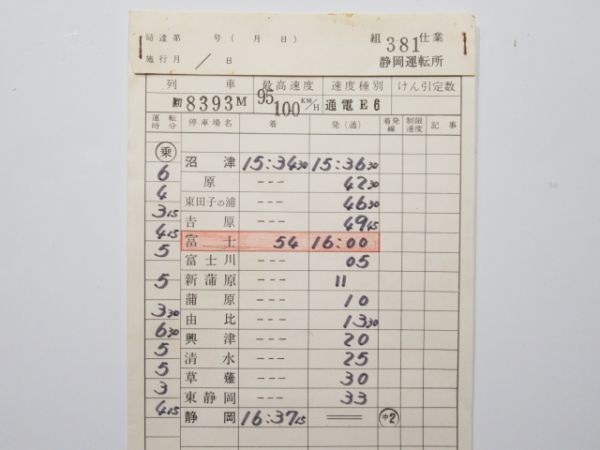 局達第 号(月 日) 組 381 仕業
施行月 / 日 静岡運転所
列車 最高速度 速度種別 けん引定数
8393M 95 100 KM/H 通電E6
運転時分 停車場名 着 発(通) 着発線 制限速度 記事
乗
沼津 15:34 30 15:36 30
6 原 --- 42 30
4 東田子の浦 --- 46 30
3 15 吉原 --- 49 45
4 15 富士 54 16:00
5 富士川 --- 05
5 新蒲原 --- 11
蒲原 --- 10
3 30 由比 --- 13 30
6 30 興津 --- 20
5 清水 --- 25
5 草薙 --- 30
3 東静岡 --- 33
4 15 静岡 16:37 15 == 中2